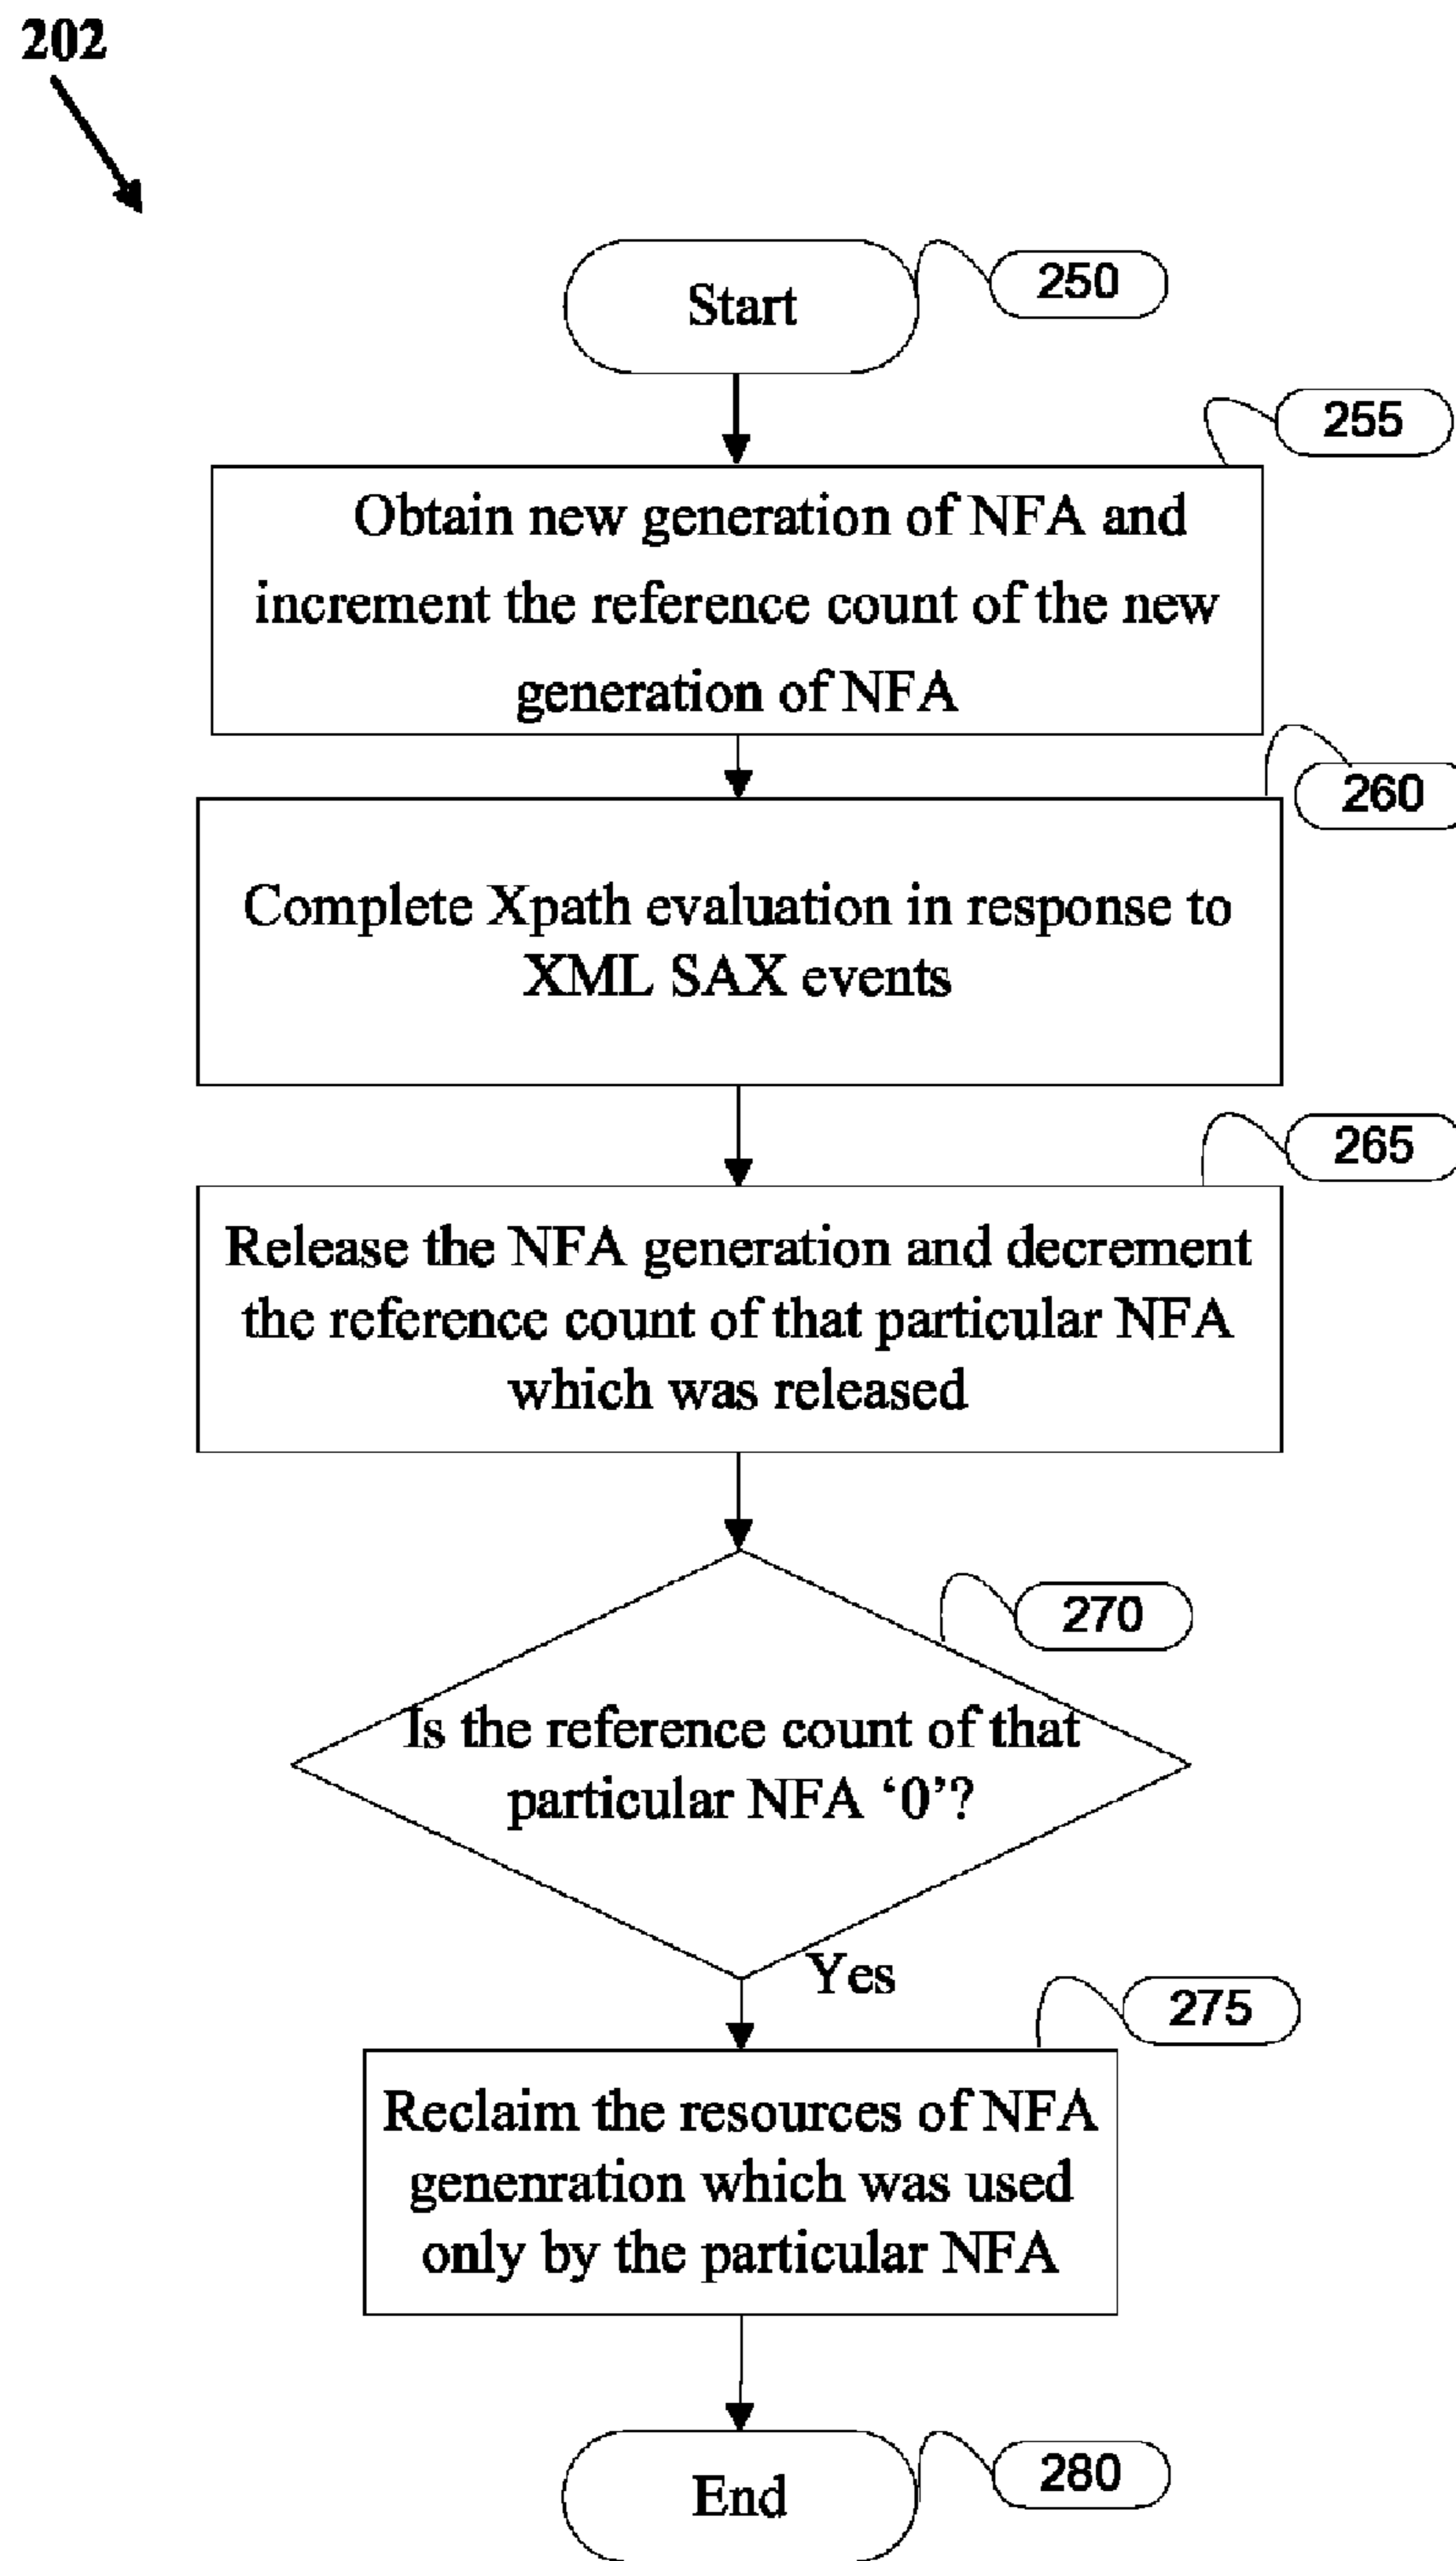 202
Start
250
255
Obtain new generation of NFA and
increment the reference count of the new
generation of NFA
260
Complete Xpath evaluation in response to
XML SAX events
265
Release the NFA generation and decrement
the reference count of that particular NFA
which was released
270
Is the reference count of that
particular NFA ‘0’?
Yes
275
Reclaim the resources of NFA
genenration which was used
only by the particular NFA
End
280